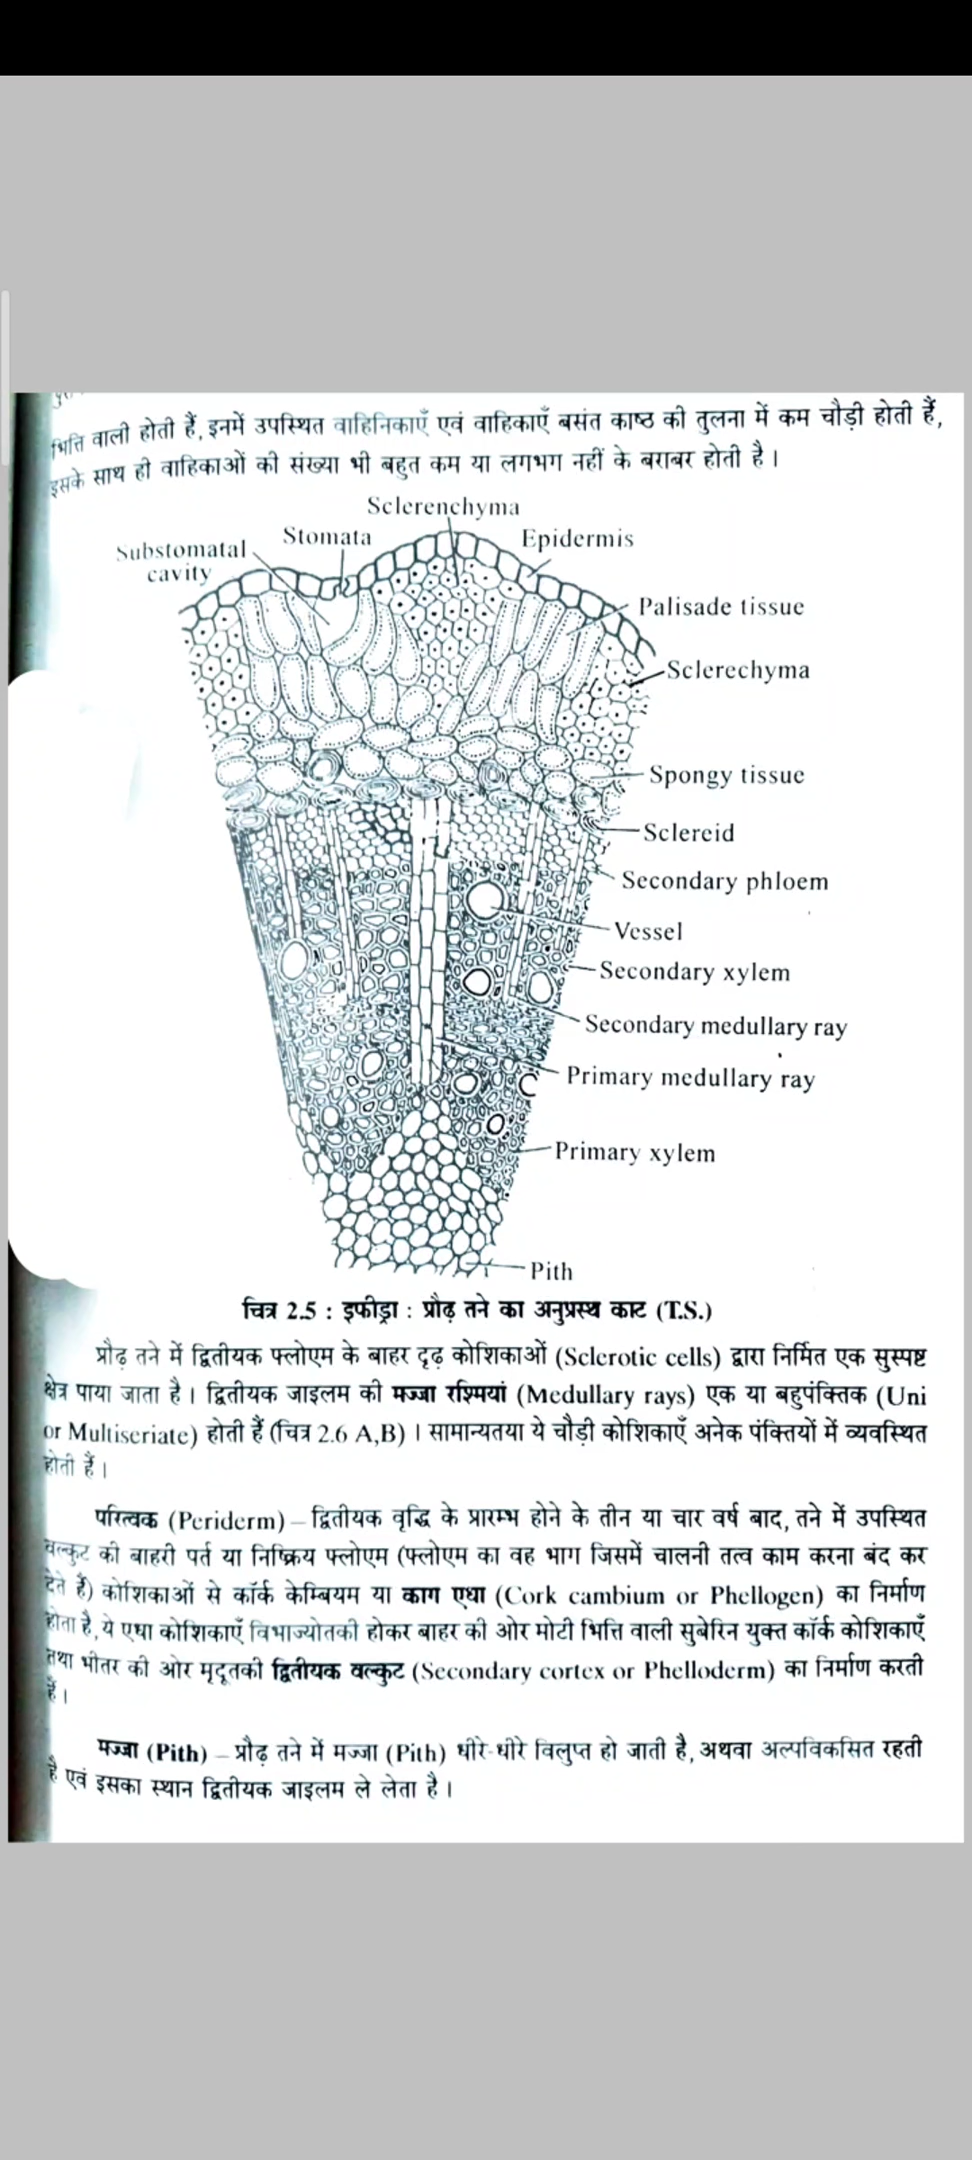 भित्ति वाली होती हैं, इनमें उपस्थित वाहिनिकाएँ एवं वाहिकाएँ बसंत काष्ठ की तुलना में कम चौड़ी होती हैं,
इसके साथ ही वाहिकाओं की संख्या भी बहुत कम या लगभग नहीं के बराबर होती है।
Sclerenchyma
Stomata
Epidermis
Substomatal
cavity
Palisade tissue
Sclerechyma
Spongy tissue
Sclereid
Secondary phloem
Vessel
Secondary xylem
Secondary medullary ray
Primary medullary ray
Primary xylem
Pith
चित्र 2.5 : इफीड्रा : प्रौढ़ तने का अनुप्रस्थ काट (T.S.)
प्रौढ़ तने में द्वितीयक फ्लोएम के बाहर दृढ़ कोशिकाओं (Sclerotic cells) द्वारा निर्मित एक सुस्पष्ट
क्षेत्र पाया जाता है। द्वितीयक जाइलम की मज्जा रश्मियां (Medullary rays) एक या बहुपंक्तिक (Uni
or Multiseriate) होती हैं (चित्र 2.6 A,B)। सामान्यतया ये चौड़ी कोशिकाएँ अनेक पंक्तियों में व्यवस्थित
होती हैं।
परित्वक (Periderm) – द्वितीयक वृद्धि के प्रारम्भ होने के तीन या चार वर्ष बाद, तने में उपस्थित
वल्कुट की बाहरी पर्त या निष्क्रिय फ्लोएम (फ्लोएम का वह भाग जिसमें चालनी तत्व काम करना बंद कर
देते हैं) कोशिकाओं से कॉर्क केम्बियम या काग एधा (Cork cambium or Phellogen) का निर्माण
होता है, ये एधा कोशिकाएँ विभाज्योतकी होकर बाहर की ओर मोटी भित्ति वाली सुबेरिन युक्त कॉर्क कोशिकाएँ
तथा भीतर की ओर मृदूतकी द्वितीयक वल्कुट (Secondary cortex or Phelloderm) का निर्माण करती
हैं।
मज्जा (Pith) – प्रौढ़ तने में मज्जा (Pith) धीरे-धीरे विलुप्त हो जाती है, अथवा अल्पविकसित रहती
है एवं इसका स्थान द्वितीयक जाइलम ले लेता है।